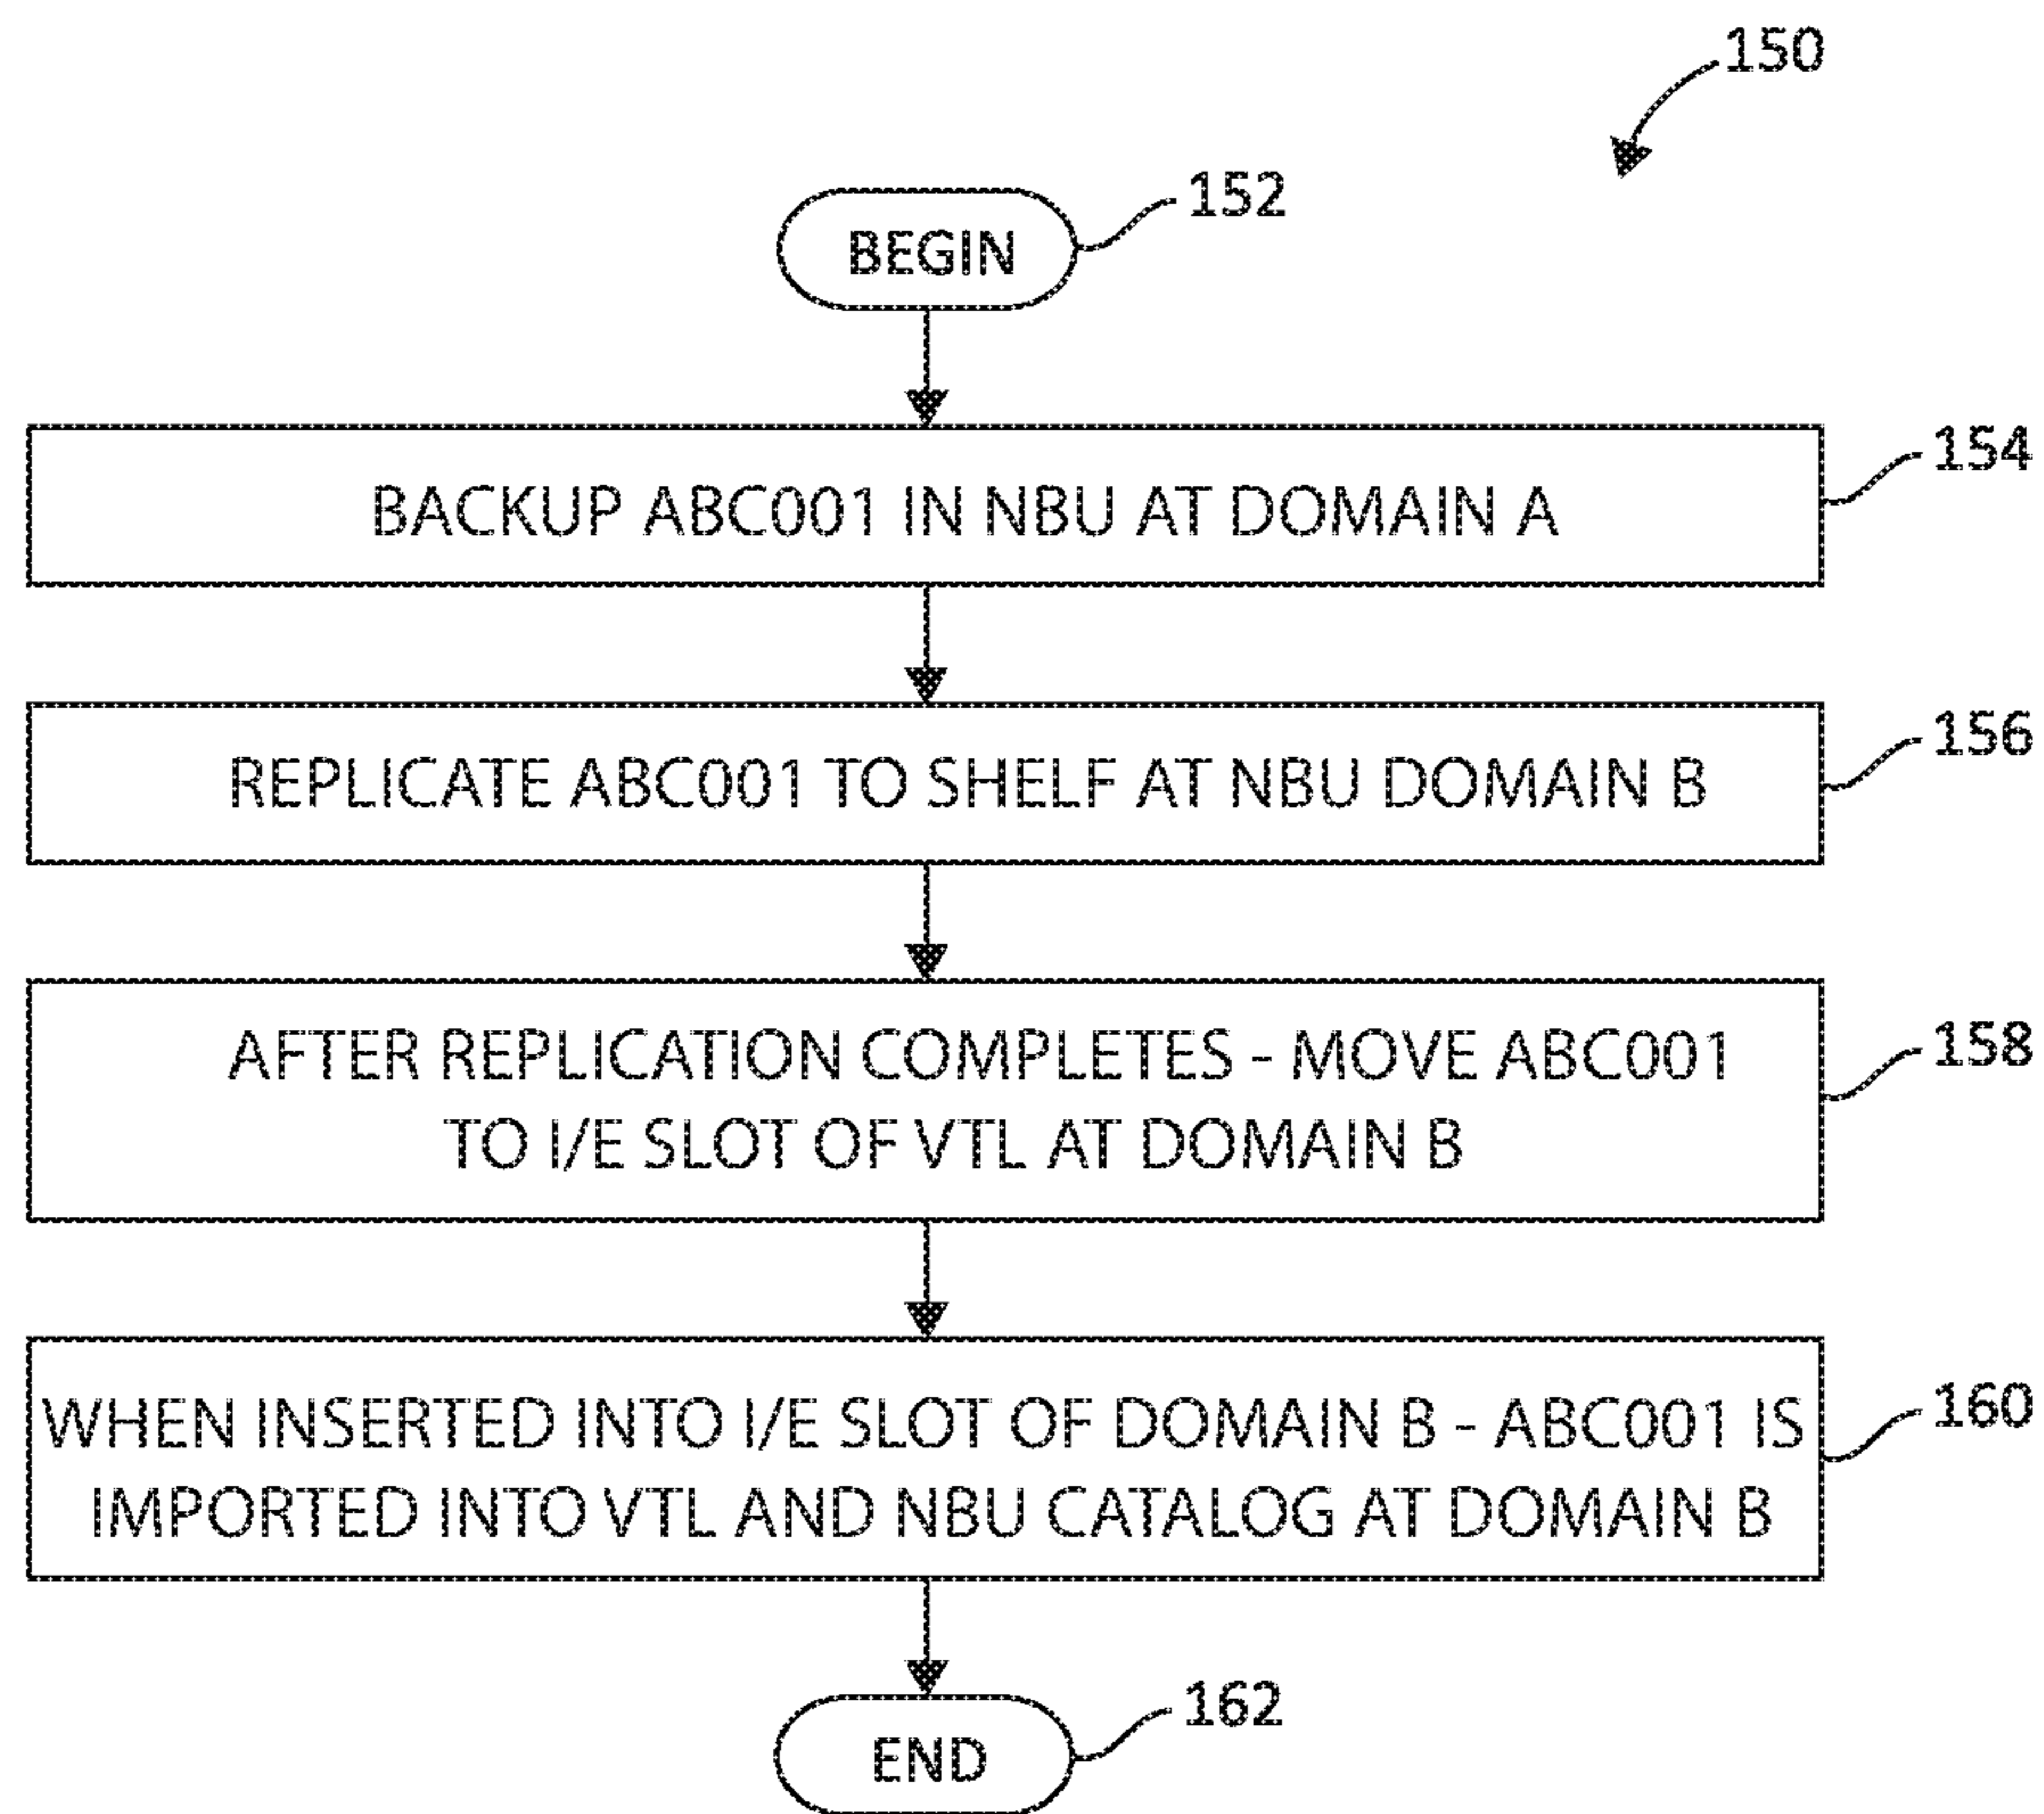 150
BEGIN
152
BACKUP ABC001 IN NBU AT DOMAIN A
154
REPLICATE ABC001 TO SHELF AT NBU DOMAIN B
156
AFTER REPLICATION COMPLETES - MOVE ABC001
TO I/E SLOT OF VTL AT DOMAIN B
158
WHEN INSERTED INTO I/E SLOT OF DOMAIN B - ABC001 IS
IMPORTED INTO VTL AND NBU CATALOG AT DOMAIN B
160
END
162